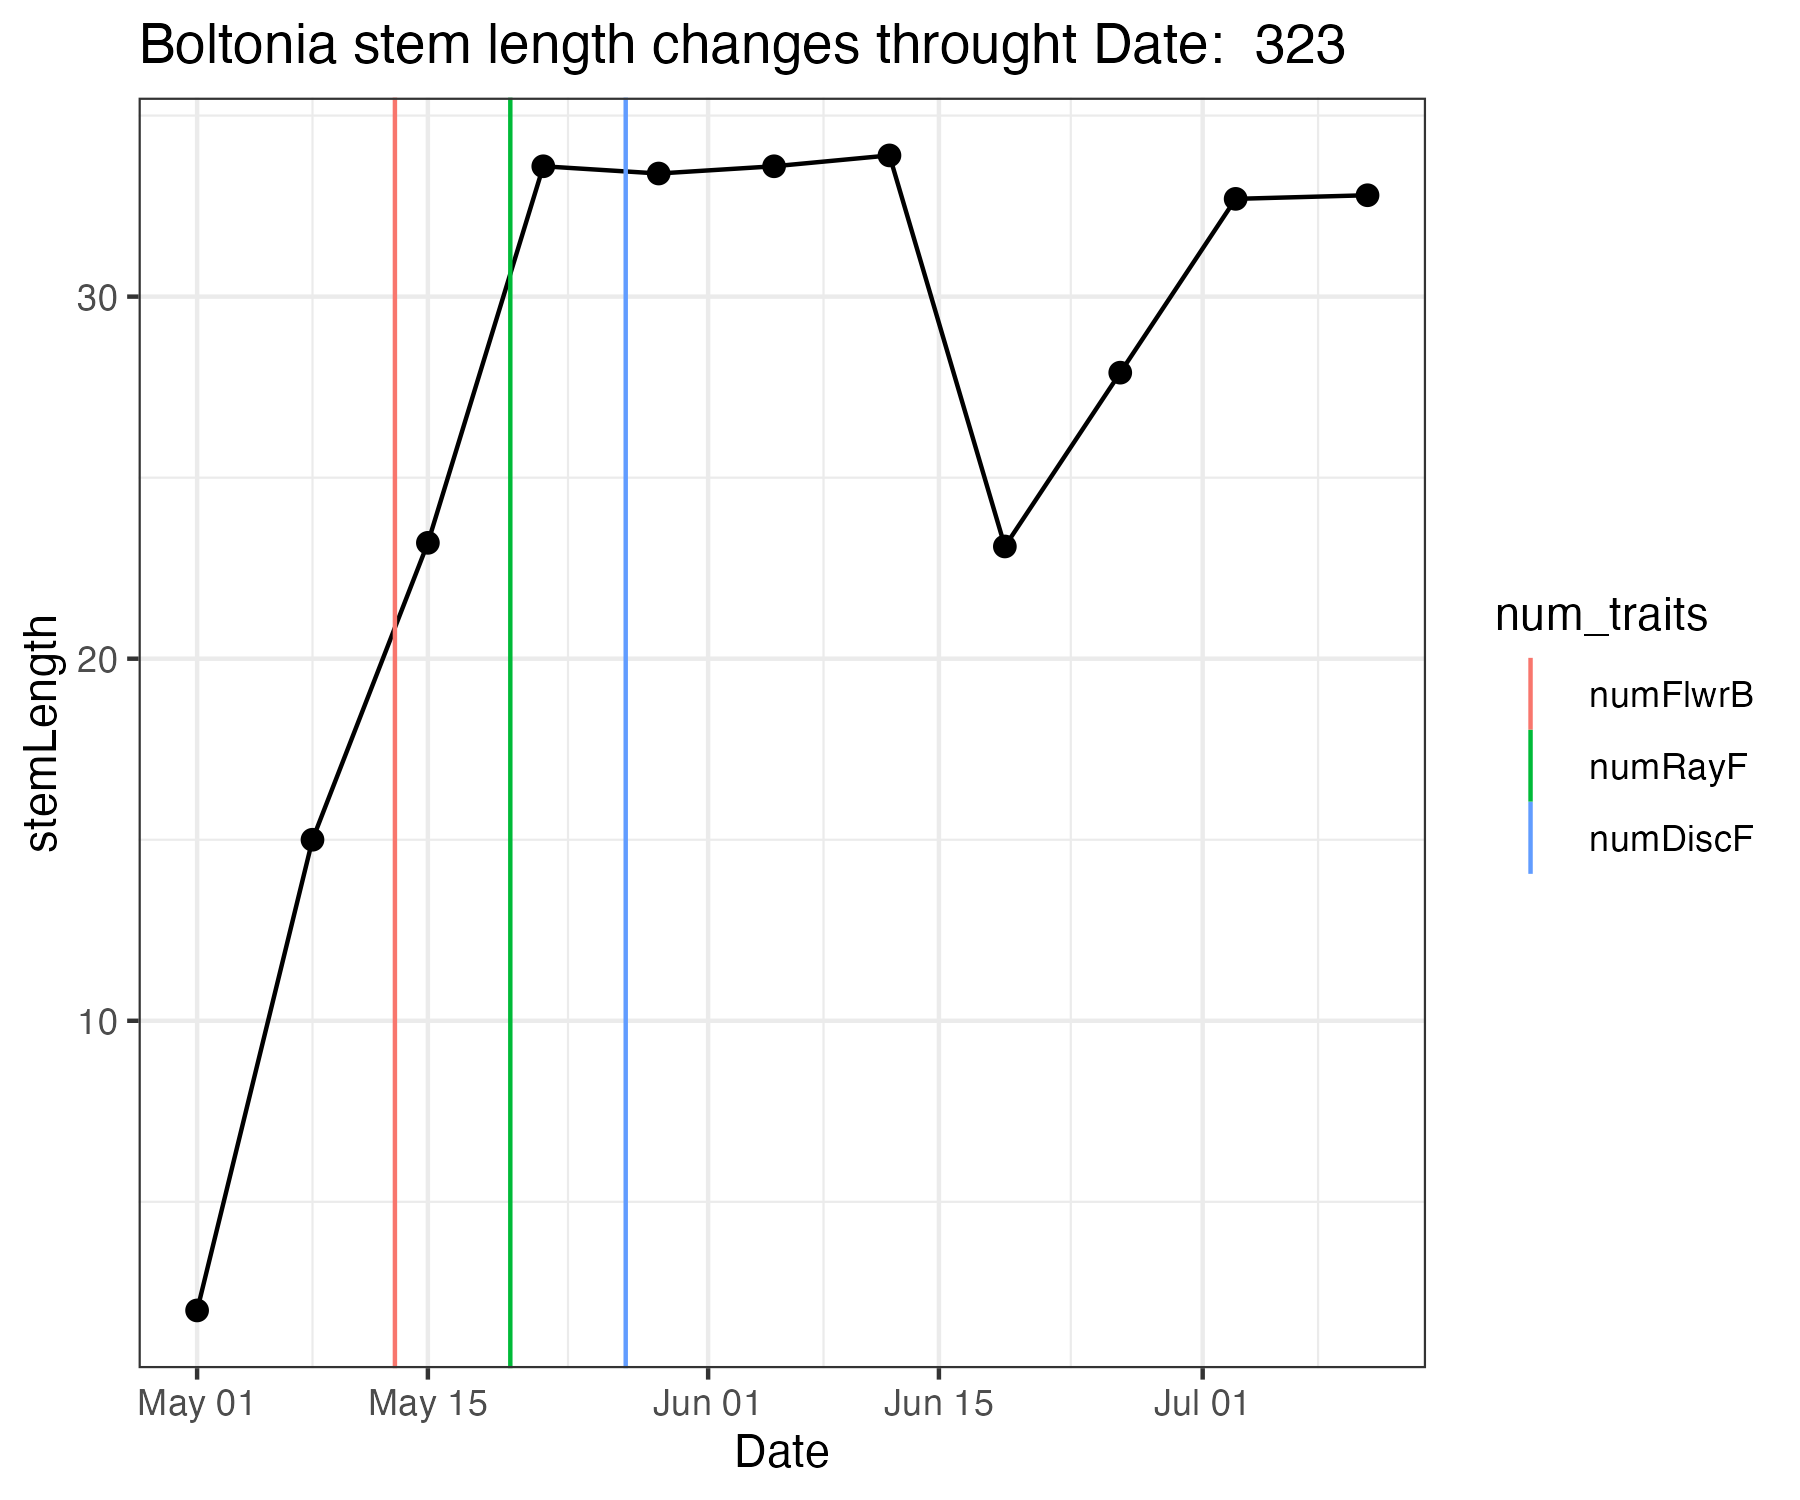 Boltonia stem length changes throught Date:  323
stemLength
30
20
10
May 01
May 15
Jun 01
Jun 15
Jul 01
Date
num_traits
numFlwrB
numRayF
numDiscF